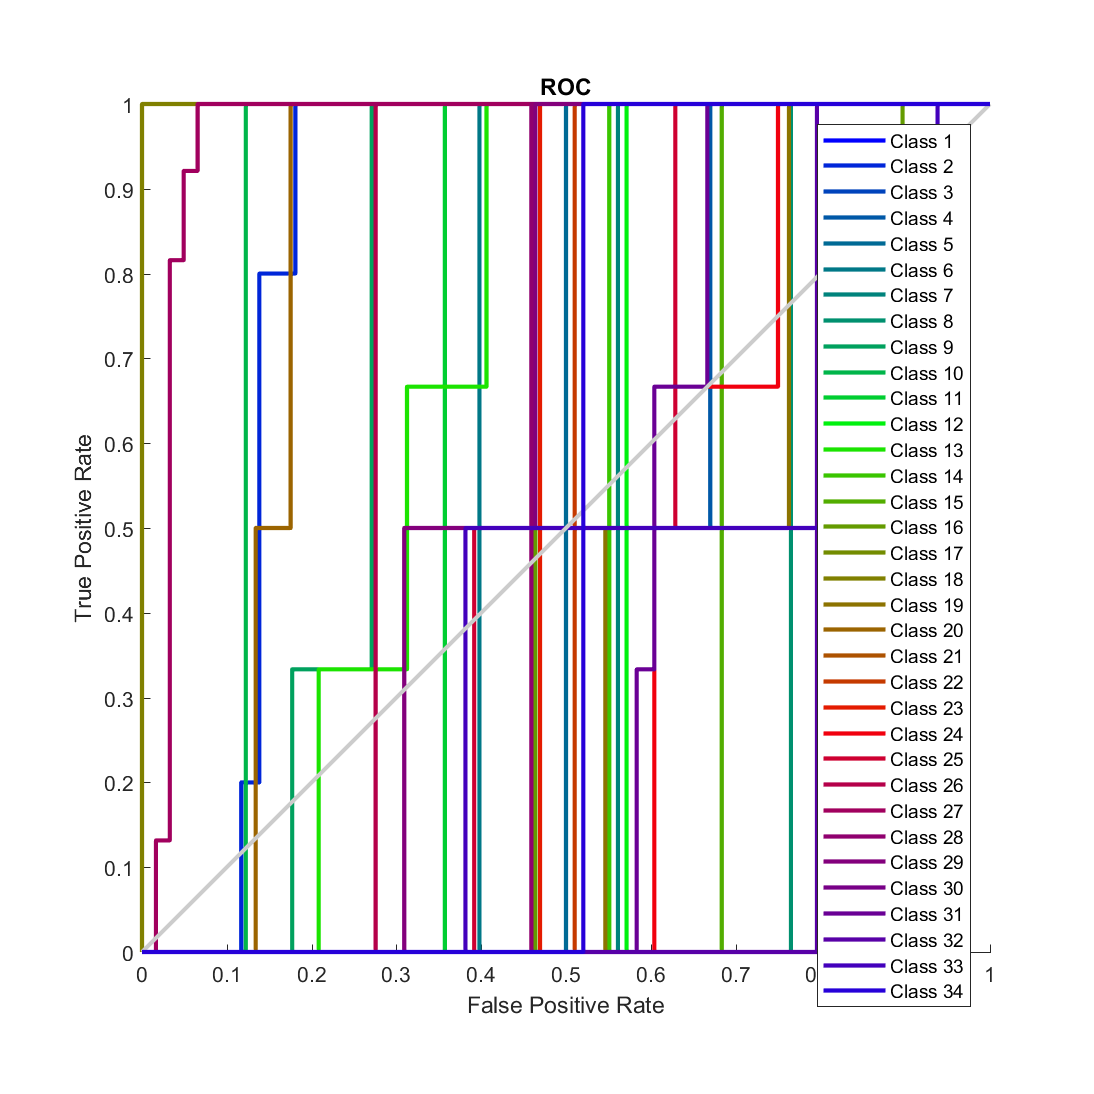 ROC
True Positive Rate
1
0.9
0.8
0.7
0.6
0.5
0.4
0.3
0.2
0.1
0
Class 1
Class 2
Class 3
Class 4
Class 5
Class 6
Class 7
Class 8
Class 9
Class 10
Class 11
Class 12
Class 13
Class 14
Class 15
Class 16
Class 17
Class 18
Class 19
Class 20
Class 21
Class 22
Class 23
Class 24
Class 25
Class 26
Class 27
Class 28
Class 29
Class 30
Class 31
Class 32
Class 33
Class 34
0 0.1 0.2 0.3 0.4 0.5 0.6 0.7 1
False Positive Rate